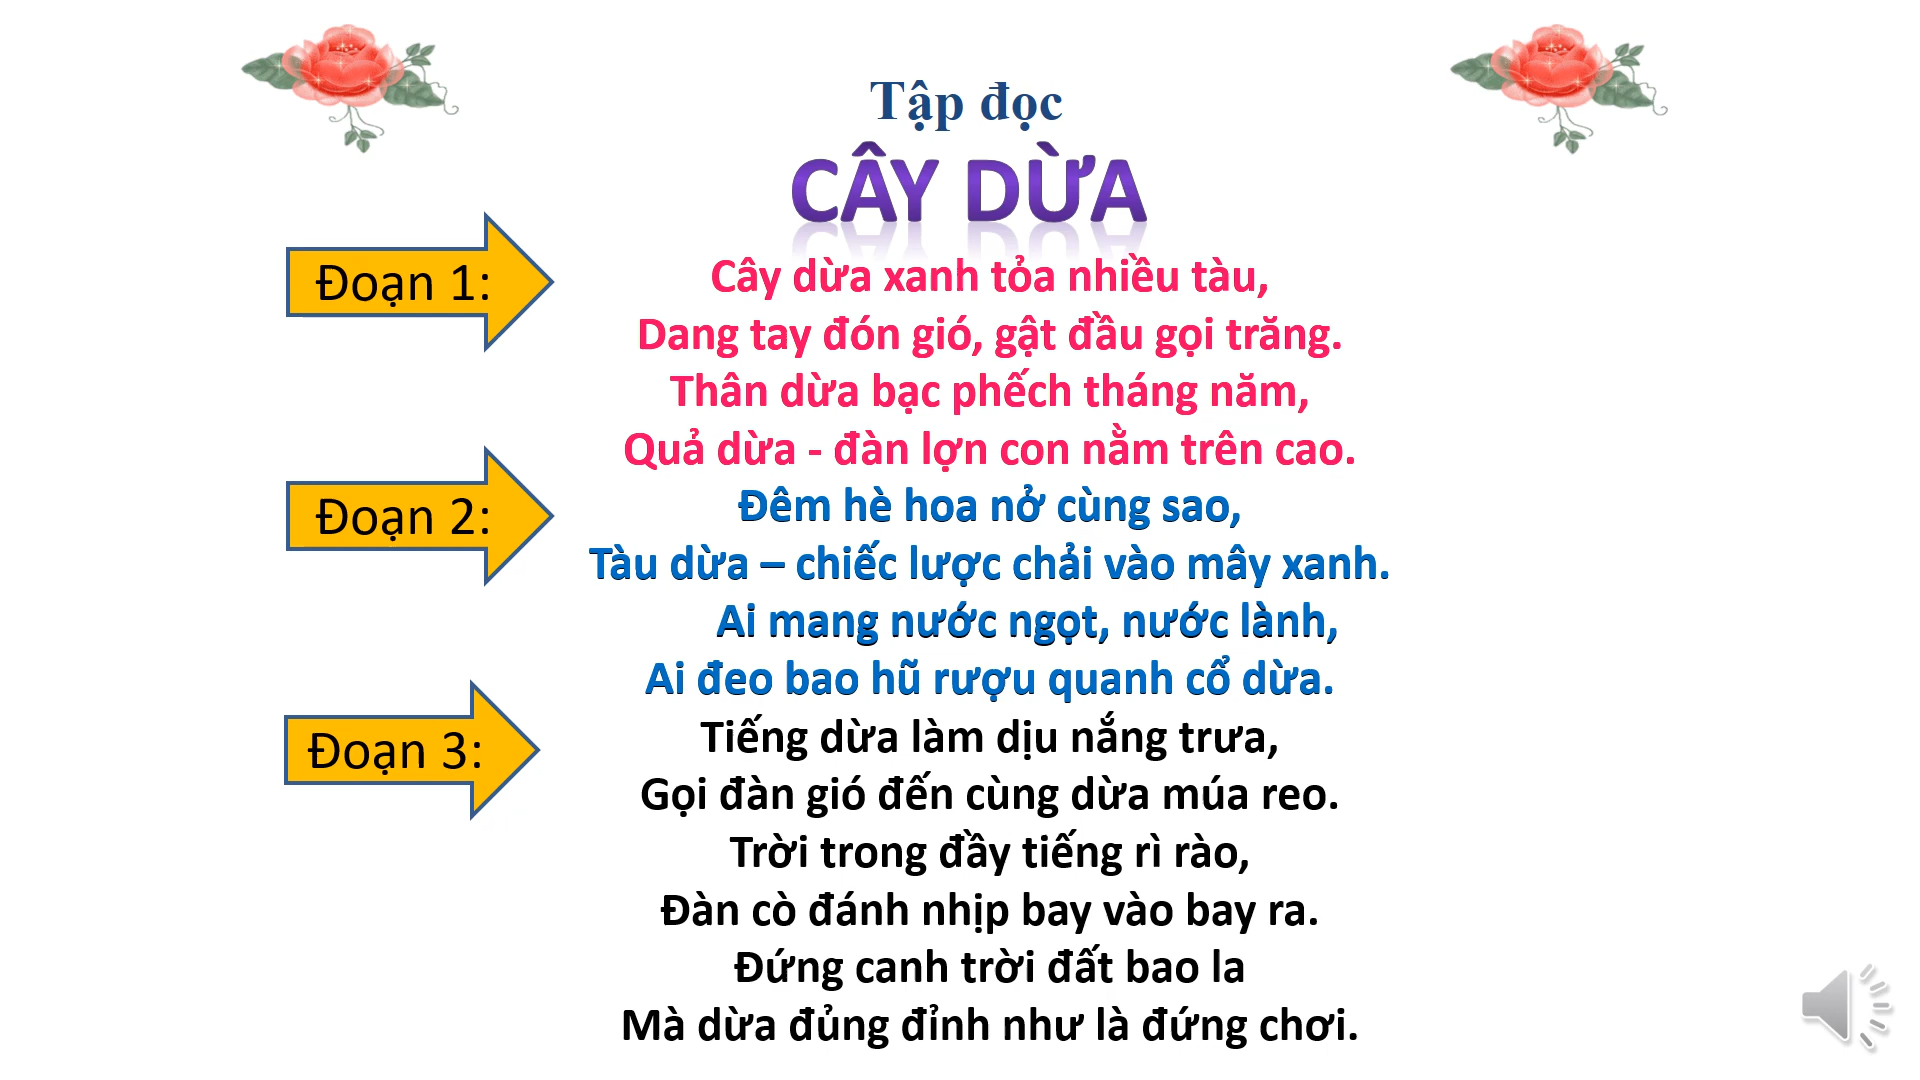 Tập đọc
CÂY DỪA
Đoạn 1:
Cây dừa xanh tỏa nhiều tàu,
Dang tay đón gió, gật đầu gọi trăng.
Thân dừa bạc phếch tháng năm,
Quả dừa - đàn lợn con nằm trên cao.
Đoạn 2:
Đêm hè hoa nở cùng sao,
Tàu dừa – chiếc lược chải vào mây xanh.
Ai mang nước ngọt, nước lành,
Ai đeo bao hũ rượu quanh cổ dừa.
Đoạn 3:
Tiếng dừa làm dịu nắng trưa,
Gọi đàn gió đến cùng dừa múa reo.
Trời trong đầy tiếng rì rào,
Đàn cò đánh nhịp bay vào bay ra.
Đứng canh trời đất bao la
Mà dừa đủng đỉnh như là đứng chơi.